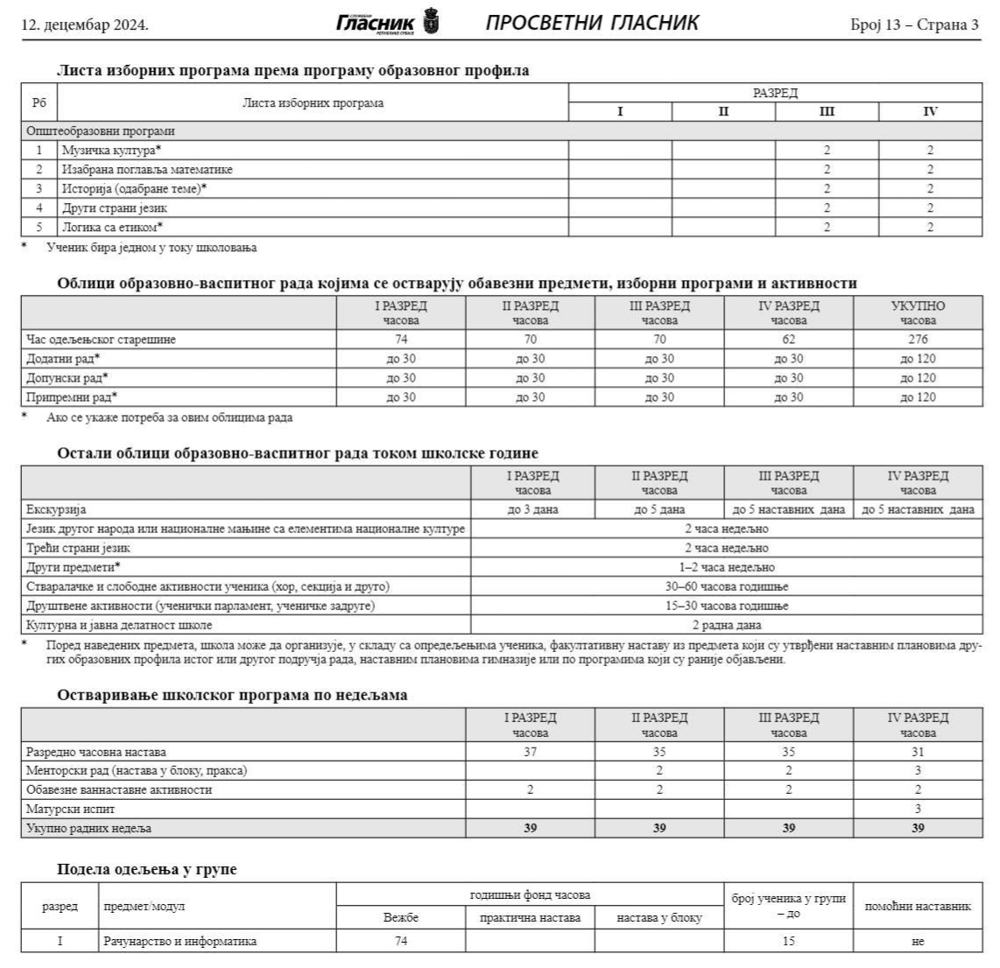 12. децембар 2024. СЛУЖБЕНИ Гласник РЕПУБЛИКЕ СРБИЈЕ ПРОСВЕТНИ ГЛАСНИК Број 13 – Страна 3
Листа изборних програма према програму образовног профила
Рб Листа изборних програма РАЗРЕД
I II III IV
Општеобразовни програми
1 Музичка култура* 2 2
2 Изабрана поглавља математике 2 2
3 Историја (одабране теме)* 2 2
4 Други страни језик 2 2
5 Логика са етиком* 2 2
* Ученик бира једном у току школовања
Облици образовно-васпитног рада којима се остварују обавезни предмети, изборни програми и активности
I РАЗРЕД II РАЗРЕД III РАЗРЕД IV РАЗРЕД УКУПНО
часова часова часова часова часова
Час одељенског старешине 74 70 70 62 276
Додатни рад* до 30 до 30 до 30 до 30 до 120
Допунски рад* до 30 до 30 до 30 до 30 до 120
Припремни рад* до 30 до 30 до 30 до 30 до 120
* Ако се укаже потреба за овим облицима рада
Остали облици образовно-васпитног рада током школске године
I РАЗРЕД II РАЗРЕД III РАЗРЕД IV РАЗРЕД
часова часова часова часова
Екскурзија до 3 дана до 5 дана до 5 наставних дана до 5 наставних дана
Језик другог народа или националне мањине са елементима националне културе 2 часа недељно
Трећи страни језик 2 часа недељно
Други предмети* 1–2 часа недељно
Стваралачке и слободне активности ученика (хор, секција и друго) 30–60 часова годишње
Друштвене активности (ученички парламент, ученичке задруге) 15–30 часова годишње
Културна и јавна делатност школе 2 радна дана
* Поред наведених предмета, школа може да организује, у складу са опредељењима ученика, факултативну наставу из предмета који су утврђени наставним плановима дру-
гих образовних профила истог или другог подручја рада, наставним плановима гимназије или по програмима који су раније објављени.
Остваривање школског програма по недељама
I РАЗРЕД II РАЗРЕД III РАЗРЕД IV РАЗРЕД
часова часова часова часова
Разредно часовна настава 37 35 35 31
Менторски рад (настава у блоку, пракса) 2 2 3
Обавезне ваннаставне активности 2 2 2 2
Матурски испит 3
Укупно радних недеља 39 39 39 39
Подела одељења у групе
разред предмет/модул годишњи фонд часова број ученика у групи – до помоћни наставник
Вежбе практична настава настава у блоку
I Рачунарство и информатика 74 15 не